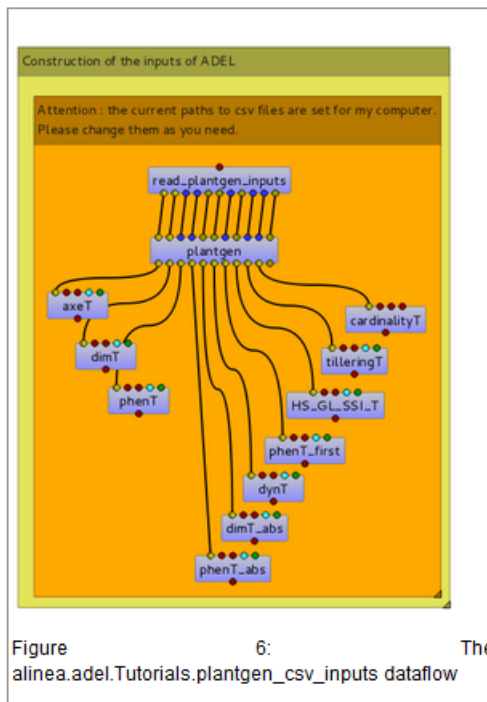 Construction of the inputs of ADEL
Attention : the current paths to csv files are set for my computer.
Please change them as you need.
read_plantgen_inputs
plantgen
axeT
cardinalityT
dimT
tilleringT
phenT
HS_GL_SSI_T
phenT_first
dynT
dimT_abs
phenT_abs
Figure 6: The
alinea.adel.Tutorials.plantgen_csv_inputs dataflow